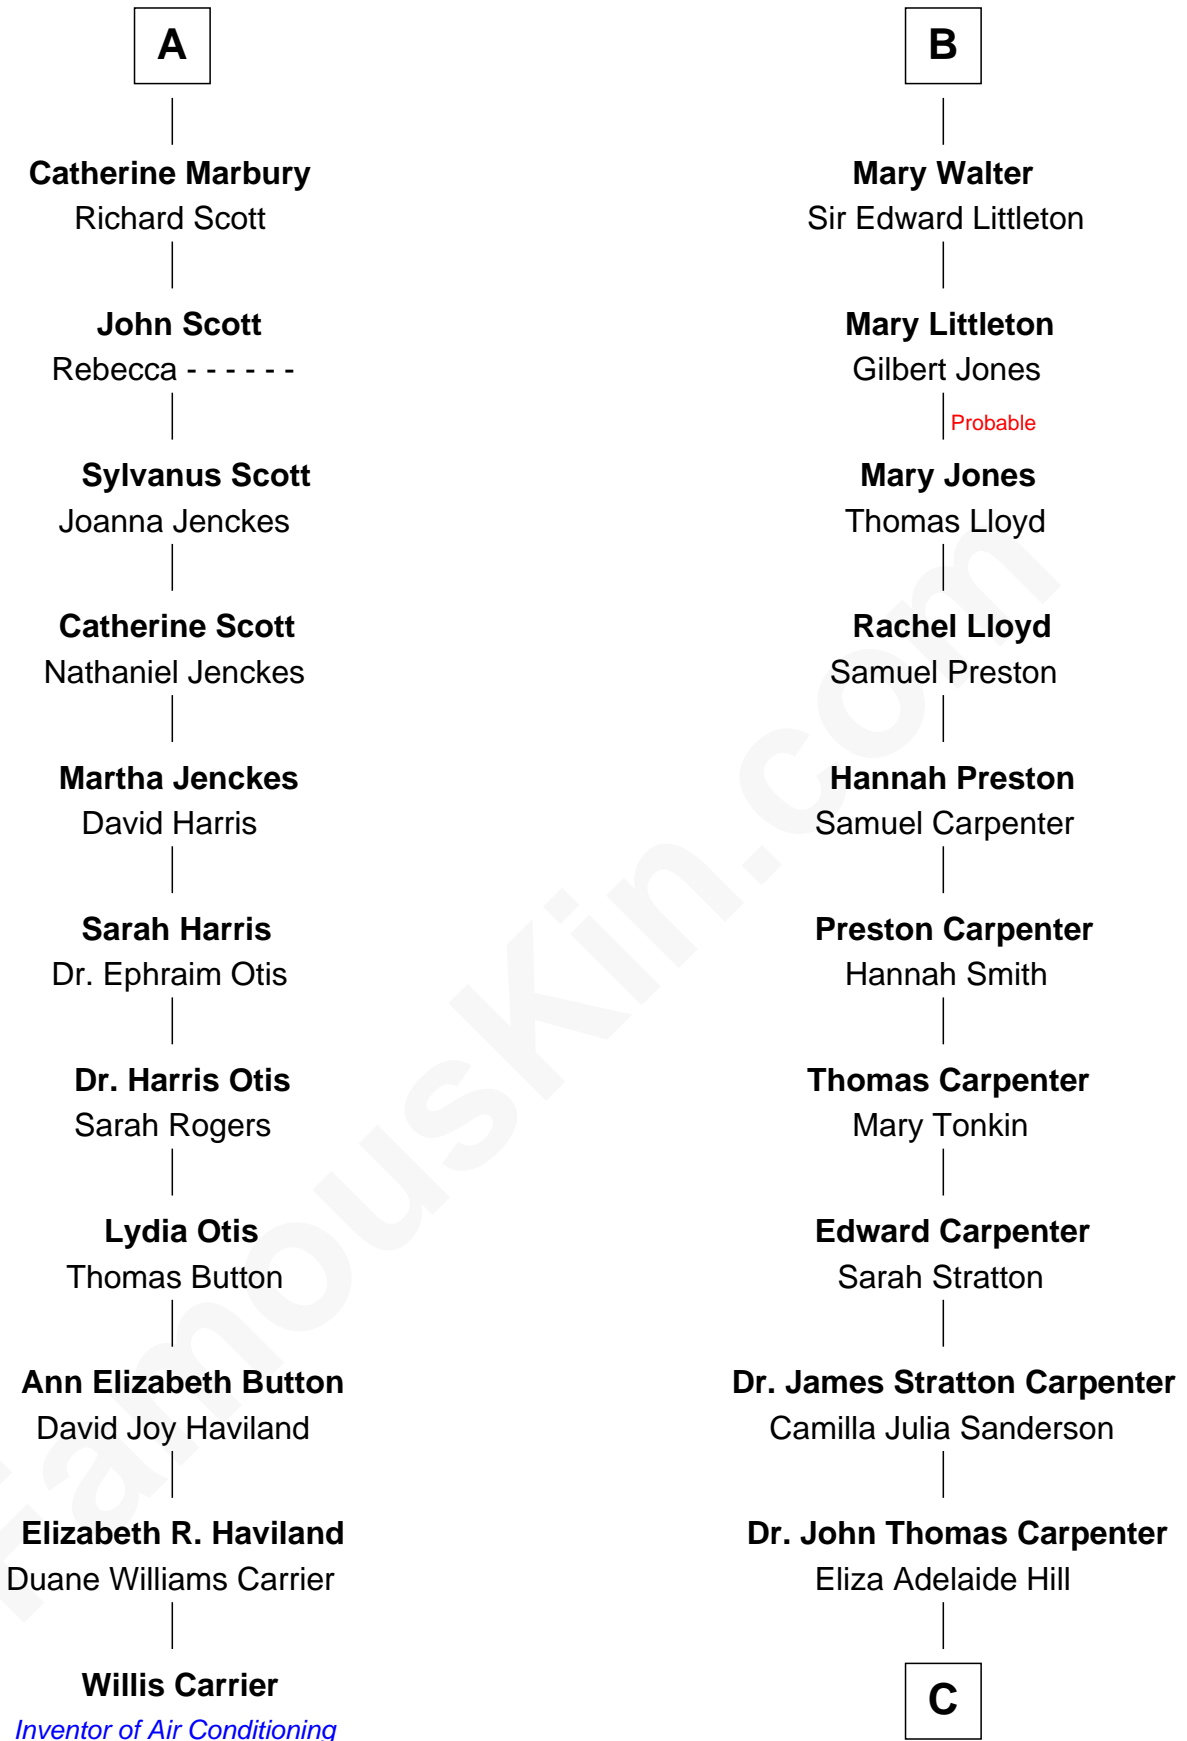 A
Catherine Marbury
Richard Scott
John Scott
Rebecca - - - - - -
Sylvanus Scott
Joanna Jenckes
Catherine Scott
Nathaniel Jenckes
Martha Jenckes
David Harris
Sarah Harris
Dr. Ephraim Otis
Dr. Harris Otis
Sarah Rogers
Lydia Otis
Thomas Button
Ann Elizabeth Button
David Joy Haviland
Elizabeth R. Haviland
Duane Williams Carrier
Willis Carrier
Inventor of Air Conditioning
B
Mary Walter
Sir Edward Littleton
Mary Littleton
Gilbert Jones
Probable
Mary Jones
Thomas Lloyd
Rachel Lloyd
Samuel Preston
Hannah Preston
Samuel Carpenter
Preston Carpenter
Hannah Smith
Thomas Carpenter
Mary Tonkin
Edward Carpenter
Sarah Stratton
Dr. James Stratton Carpenter
Camilla Julia Sanderson
Dr. John Thomas Carpenter
Eliza Adelaide Hill
C
FamousKin.com